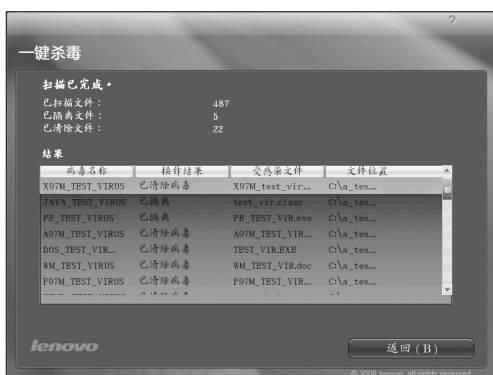 ?
一键杀毒
扫描已完成。
已扫描文件： 487
已隔离文件： 5
已清除文件： 22
结果
病毒名称 操作结果 受感染文件 文件位置
X97M_TEST_VIRUS 已清除病毒 X97M_test_vir... C:\a_tes...
JAVA_TEST_VIRUS 已隔离 test_vir.class C:\a_tes...
PE_TEST_VIRUS 已隔离 PE_TEST_VIR.exe C:\a_tes...
A97M_TEST_VIRUS 已清除病毒 A97M_TEST_VIR... C:\a_tes...
DOS_TEST_VIR... 已清除病毒 TEST_VIR.EXE C:\a_tes...
WM_TEST_VIRUS 已清除病毒 WM_TEST_VIR.doc C:\a_tes...
P97M_TEST_VIRUS 已清除病毒 P97M_TEST_VIR... C:\a_tes...
lenovo
返回 (B)
© 2008 lenovo, all rights reserved